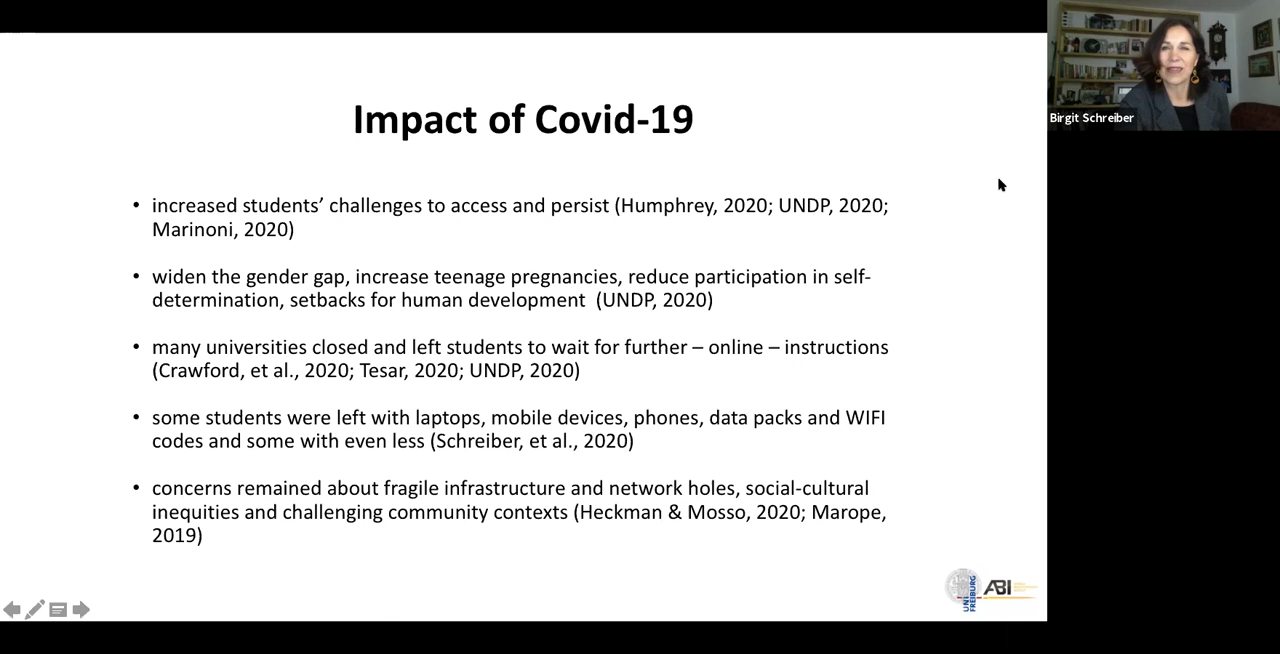 Impact of Covid-19
• increased students’ challenges to access and persist (Humphrey, 2020; UNDP, 2020;
Marinoni, 2020)
• widen the gender gap, increase teenage pregnancies, reduce participation in self-
determination, setbacks for human development (UNDP, 2020)
• many universities closed and left students to wait for further – online – instructions
(Crawford, et al., 2020; Tesar, 2020; UNDP, 2020)
• some students were left with laptops, mobile devices, phones, data packs and WIFI
codes and some with even less (Schreiber, et al., 2020)
• concerns remained about fragile infrastructure and network holes, social-cultural
inequities and challenging community contexts (Heckman & Mosso, 2020; Marope,
2019)
Birgit Schreiber
UNI
FREIBURG
ABI